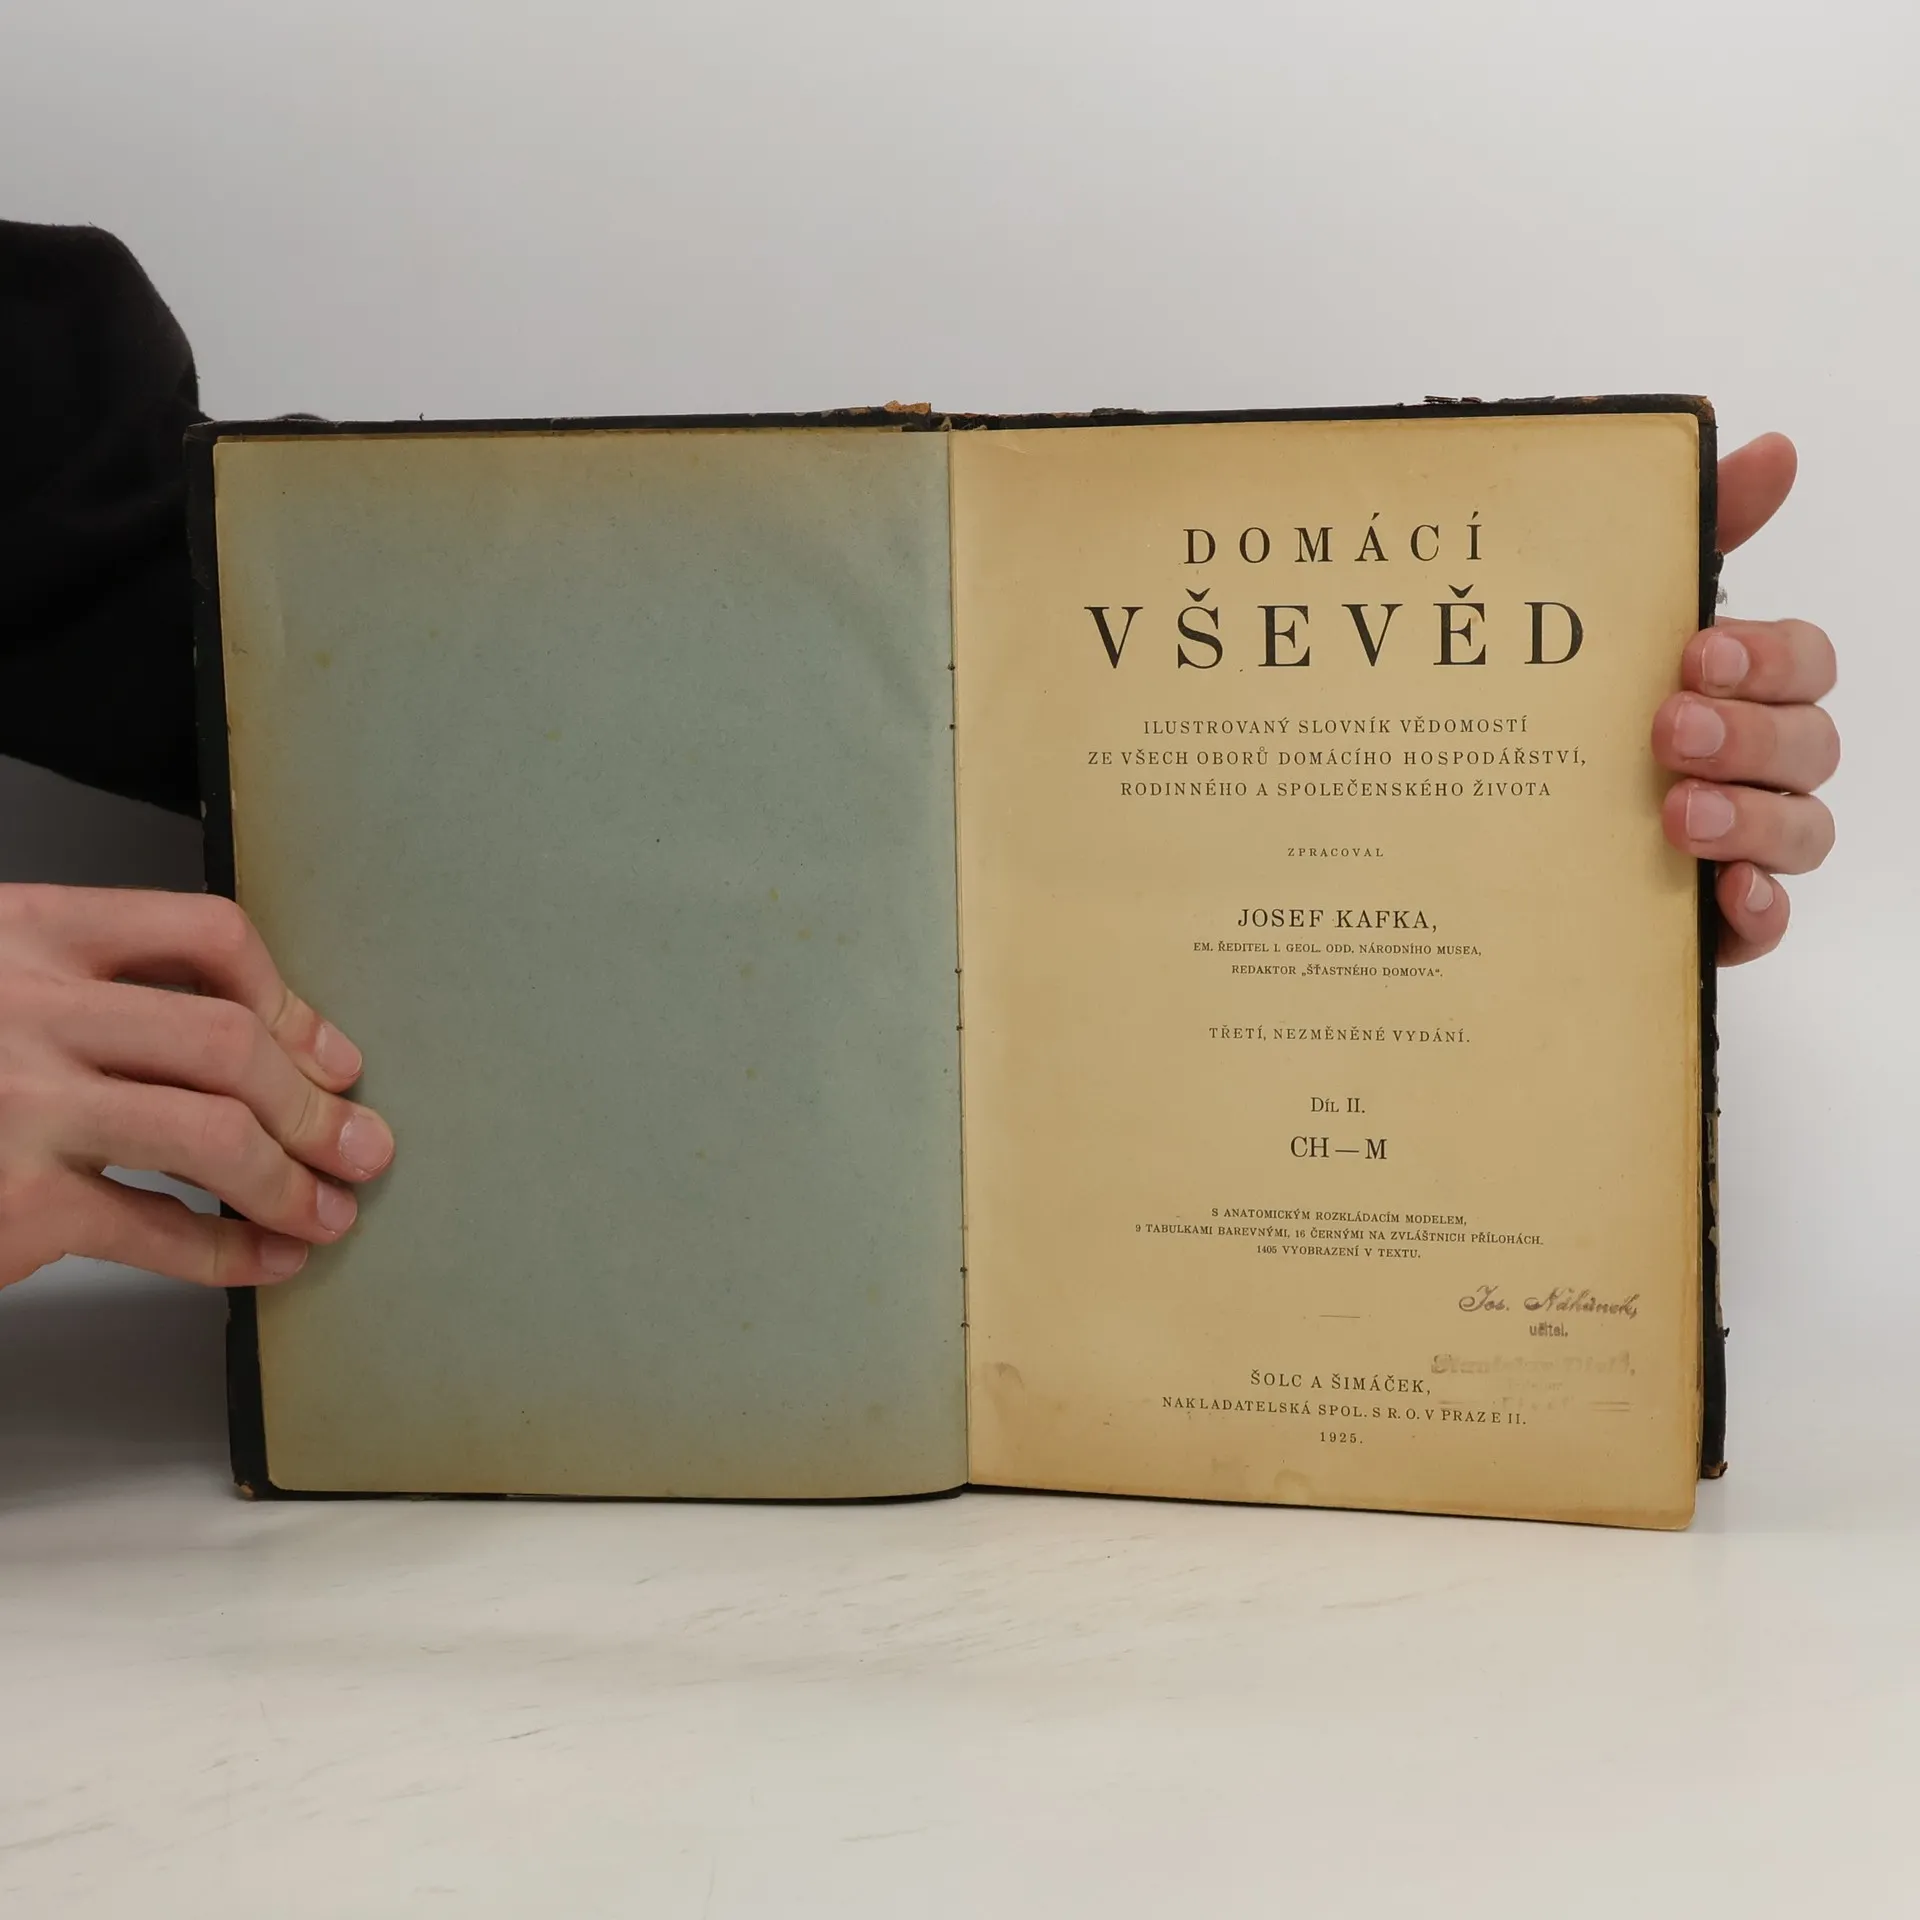 DOMÁCÍ
VŠEVĚD
ILUSTROVANÝ SLOVNÍK VĚDOMOSTÍ
ZE VŠECH OBORŮ DOMÁCÍHO HOSPODÁŘSTVÍ,
RODINNÉHO A SPOLEČENSKÉHO ŽIVOTA
ZPRACOVAL
JOSEF KAFKA,
EM. ŘEDITEL I. GEOL. ODD. NÁRODNÍHO MUSEA,
REDAKTOR „ŠŤASTNÉHO DOMOVA“.
TŘETÍ, NEZMĚNĚNÉ VYDÁNÍ.
DÍL II.
CH — M
S ANATOMICKÝM ROZKLÁDACÍM MODELEM,
9 TABULKAMI BAREVNÝMI, 16 ČERNÝMI NA ZVLÁŠTNICH PŘÍLOHÁCH.
1405 VYOBRAZENÍ V TEXTU.
Jos.
učitel.
ŠOLC A ŠIMÁČEK,
NAKLADATELSKÁ SPOL. S R. O. V PRAZE II.
1925.